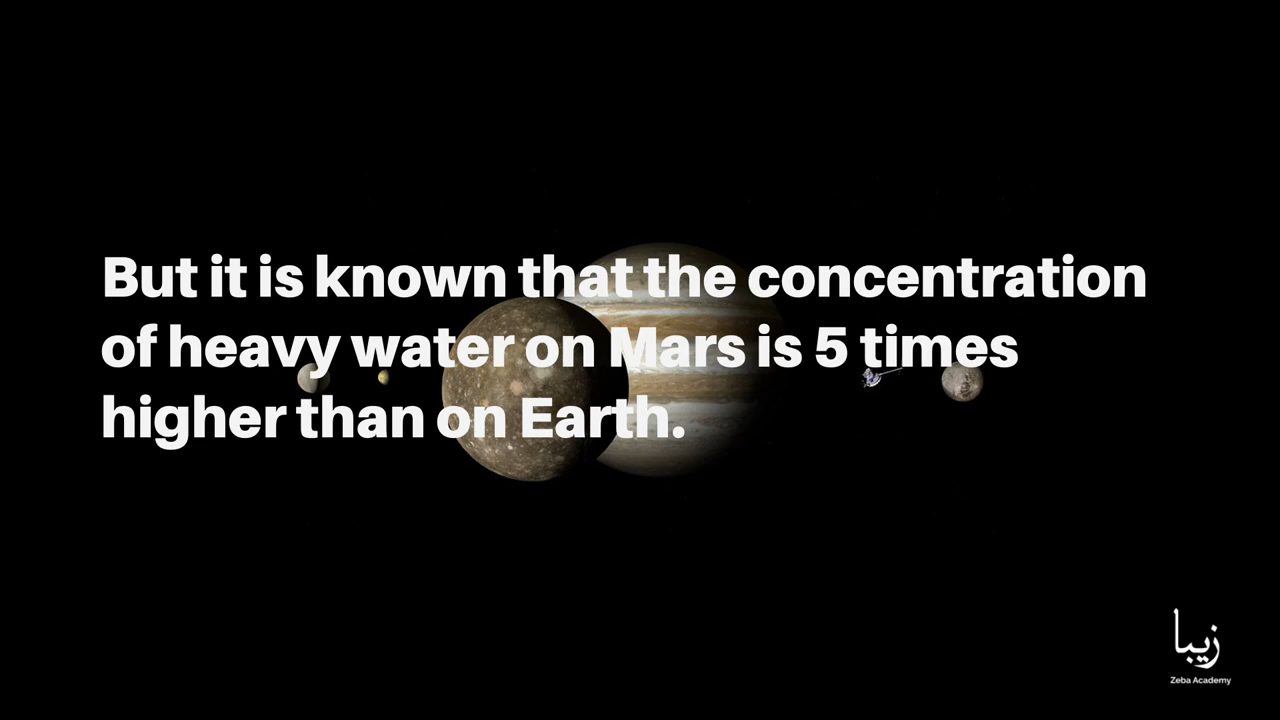 But it is known that the concentration
of heavy water on Mars is 5 times
higher than on Earth.
زيبا
Zeba Academy